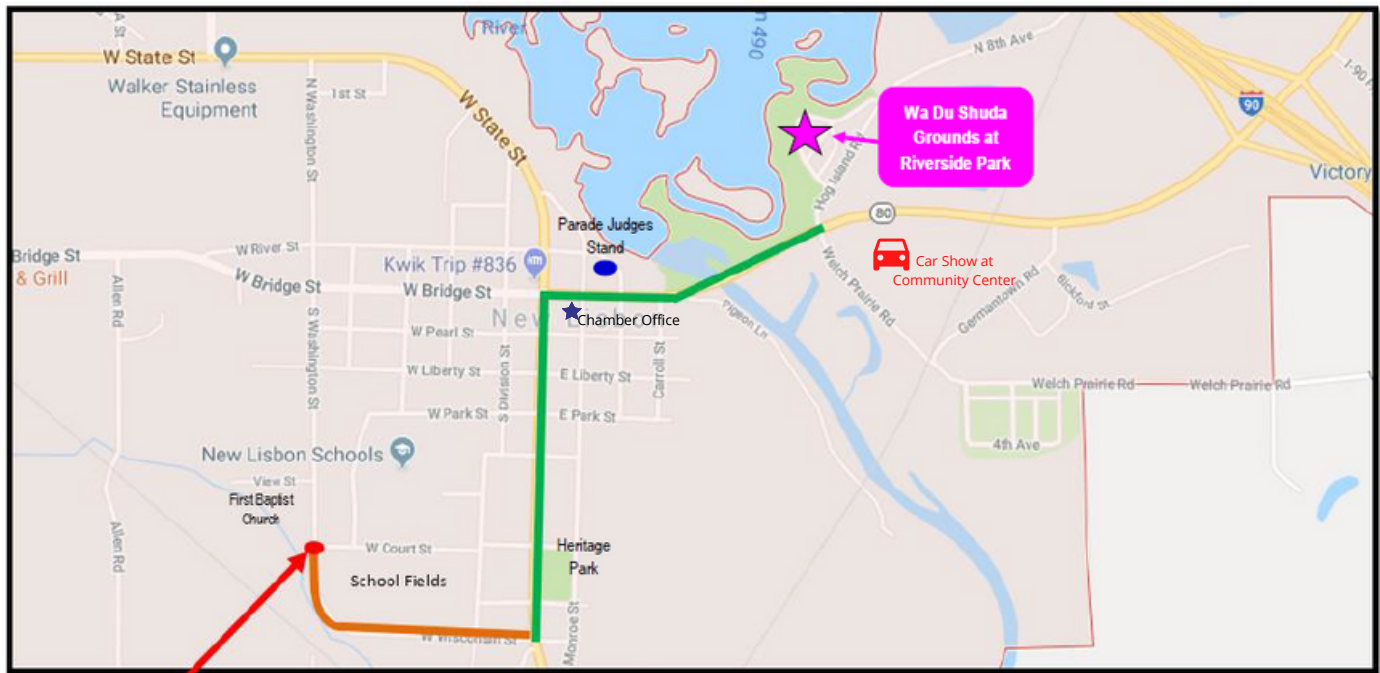 River
n 490
A St
W State St
N 8th Ave
I-90
90
Walker Stainless
Equipment
1st St
N Washington St
W State St
Wa Du Shuda
Grounds at
Riverside Park
Hog Island Rd
Victory
80
Parade Judges
Stand
W River St
Bridge St
& Grill
Kwik Trip #836
Car Show at
Community Center
W Bridge St
W Bridge St
Allen Rd
Welch Prairie Rd
Germantown Rd
Bickford St
Chamber Office
New
Pigeon Ln
S Washington St
W Pearl St
S Division St
Carroll St
W Liberty St
E Liberty St
Welch Prairie Rd
Welch Prairie Rd
W Park St
E Park St
4th Ave
New Lisbon Schools
View St
First Baptist
Church
Allen Rd
W Court St
Heritage
Park
School Fields
W Wisconsin St
Monroe St